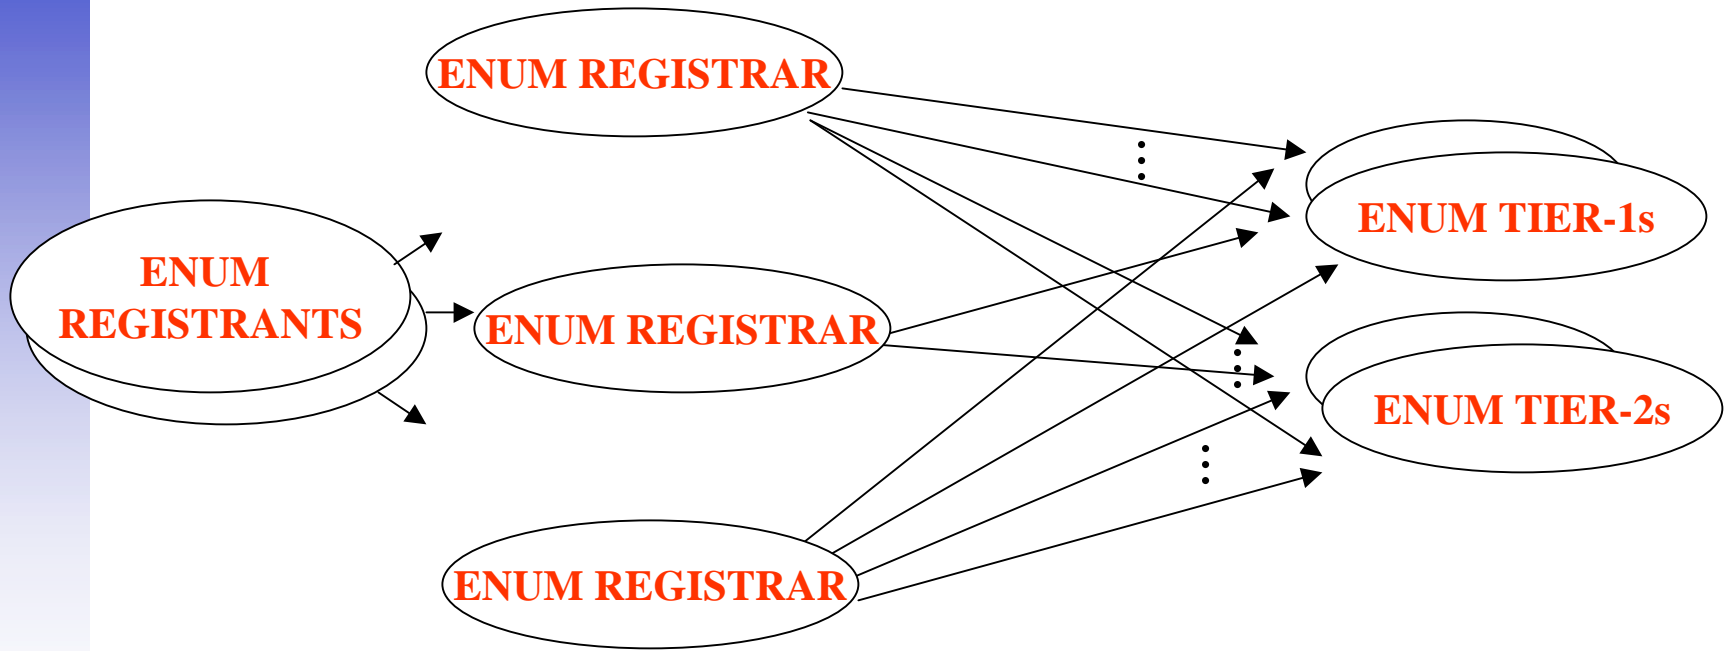 ENUM REGISTRAR
ENUM TIER-1s
ENUM
REGISTRANTS
ENUM REGISTRAR
ENUM TIER-2s
ENUM REGISTRAR